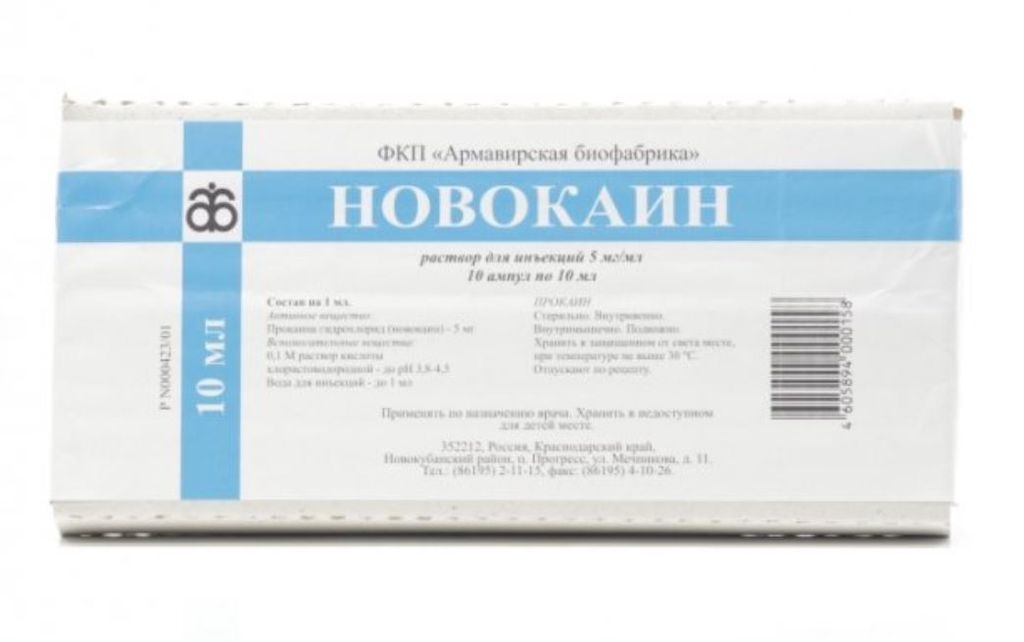 ФКП «Армавирская биофабрика»
НОВОКАИН
раствор для инъекций 5 мг/мл
10 ампул по 10 мл
Состав на 1 мл.
Активное вещество:
Прокаина гидрохлорид (новокаин) - 5 мг
Вспомогательные вещества:
0,1 М раствор кислоты
хлористоводородной - до pH 3,8-4,5
Вода для инъекций - до 1 мл
ПРОКАИН
Стерильно. Внутривенно.
Внутримышечно. Подкожно.
Хранить в защищенном от света месте,
при температуре не выше 30 °С.
Отпускают по рецепту.
Применять по назначению врача. Хранить в недоступном
для детей месте.
352212, Россия, Краснодарский край,
Новокубанский район, п. Прогресс, ул. Мечникова, д. 11.
Тел.: (86195) 2-11-15, факс: (86195) 4-10-26.
Р N000423/01
10 МЛ
4 605894 000158